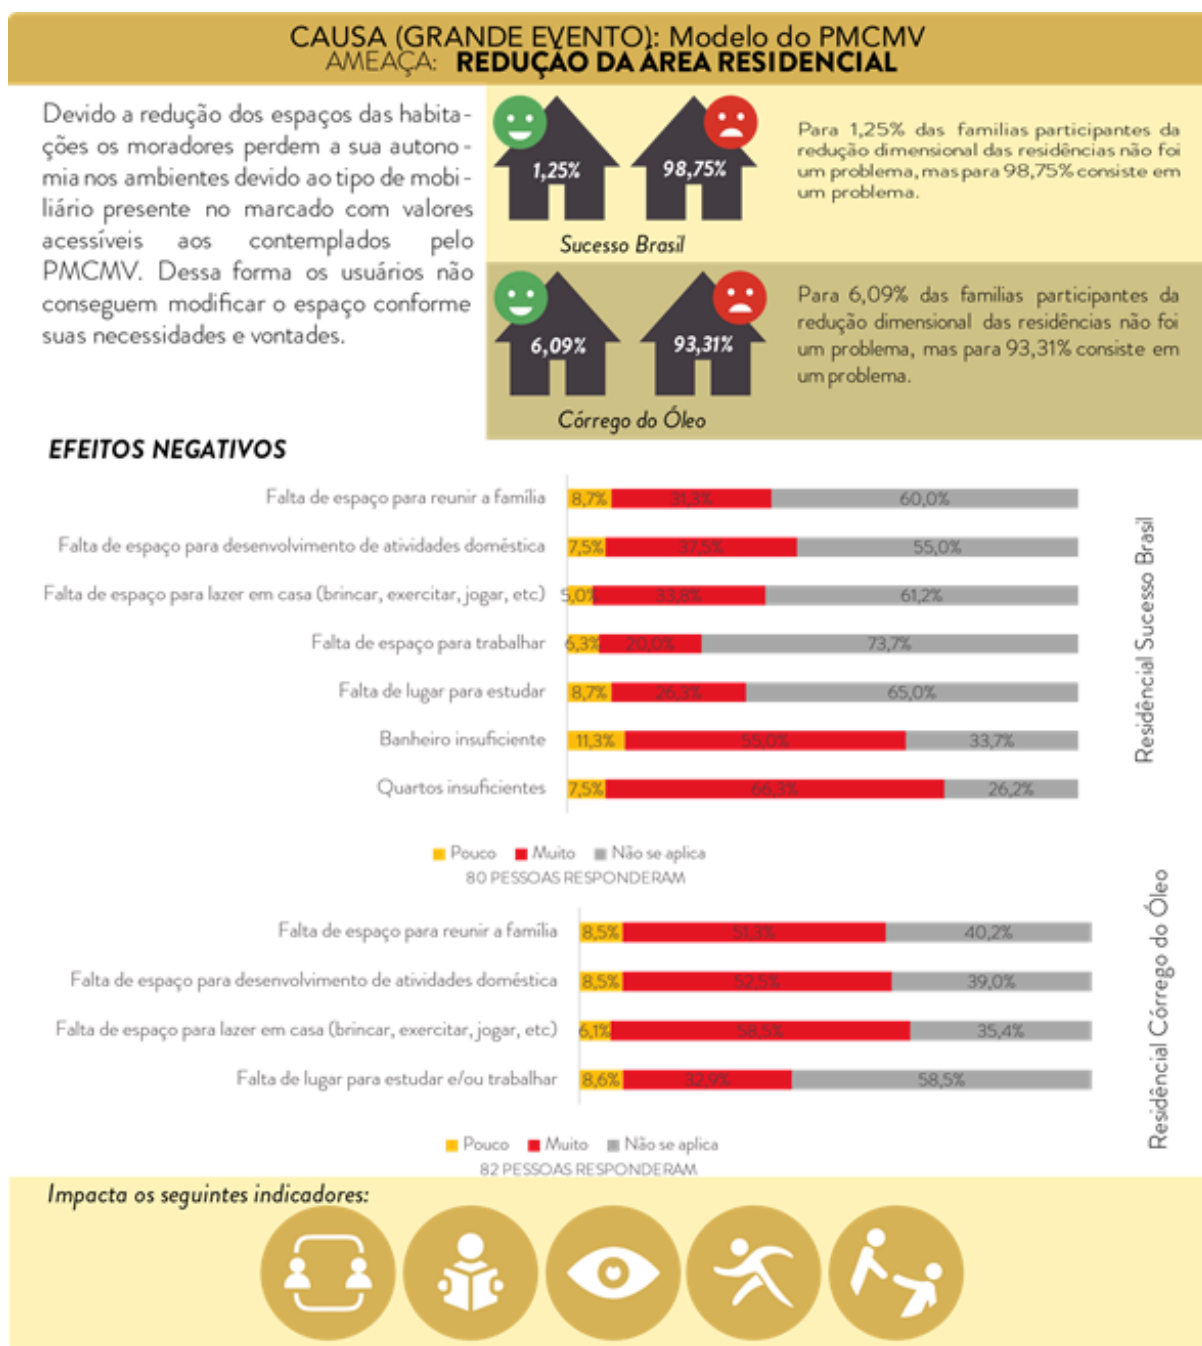 CAUSA (GRANDE EVENTO): Modelo do PMCMV
AMEAÇA: REDUÇÃO DA ÁREA RESIDENCIAL
Devido a redução dos espaços das habita-
ções os moradores perdem a sua autono-
mia nos ambientes devido ao tipo de mobi-
liário presente no marcado com valores
acessíveis aos contemplados pelo
PMCMV. Dessa forma os usuários não
conseguem modificar o espaço conforme
suas necessidades e vontades.
1,25%
98,75%
Sucesso Brasil
Para 1,25% das familias participantes da
redução dimensional das residências não foi
um problema, mas para 98,75% consiste em
um problema.
6,09%
93,31%
Córrego do Óleo
Para 6,09% das familias participantes da
redução dimensional das residências não foi
um problema, mas para 93,31% consiste em
um problema.
EFEITOS NEGATIVOS
Falta de espaço para reunir a família 8,7% 31,3% 60,0%
Falta de espaço para desenvolvimento de atividades doméstica 7,5% 37,5% 55,0%
Falta de espaço para lazer em casa (brincar, exercitar, jogar, etc) 5,0% 33,8% 61,2%
Falta de espaço para trabalhar 6,3% 20,0% 73,7%
Falta de lugar para estudar 8,7% 26,3% 65,0%
Banheiro insuficiente 11,3% 55,0% 33,7%
Quartos insuficientes 7,5% 66,3% 26,2%
Residêncial Sucesso Brasil
Pouco Muito Não se aplica
80 PESSOAS RESPONDERAM
Falta de espaço para reunir a família 8,5% 51,3% 40,2%
Falta de espaço para desenvolvimento de atividades doméstica 8,5% 52,5% 39,0%
Falta de espaço para lazer em casa (brincar, exercitar, jogar, etc) 6,1% 58,5% 35,4%
Falta de lugar para estudar e/ou trabalhar 8,6% 32,9% 58,5%
Residêncial Córrego do Óleo
Pouco Muito Não se aplica
82 PESSOAS RESPONDERAM
Impacta os seguintes indicadores: